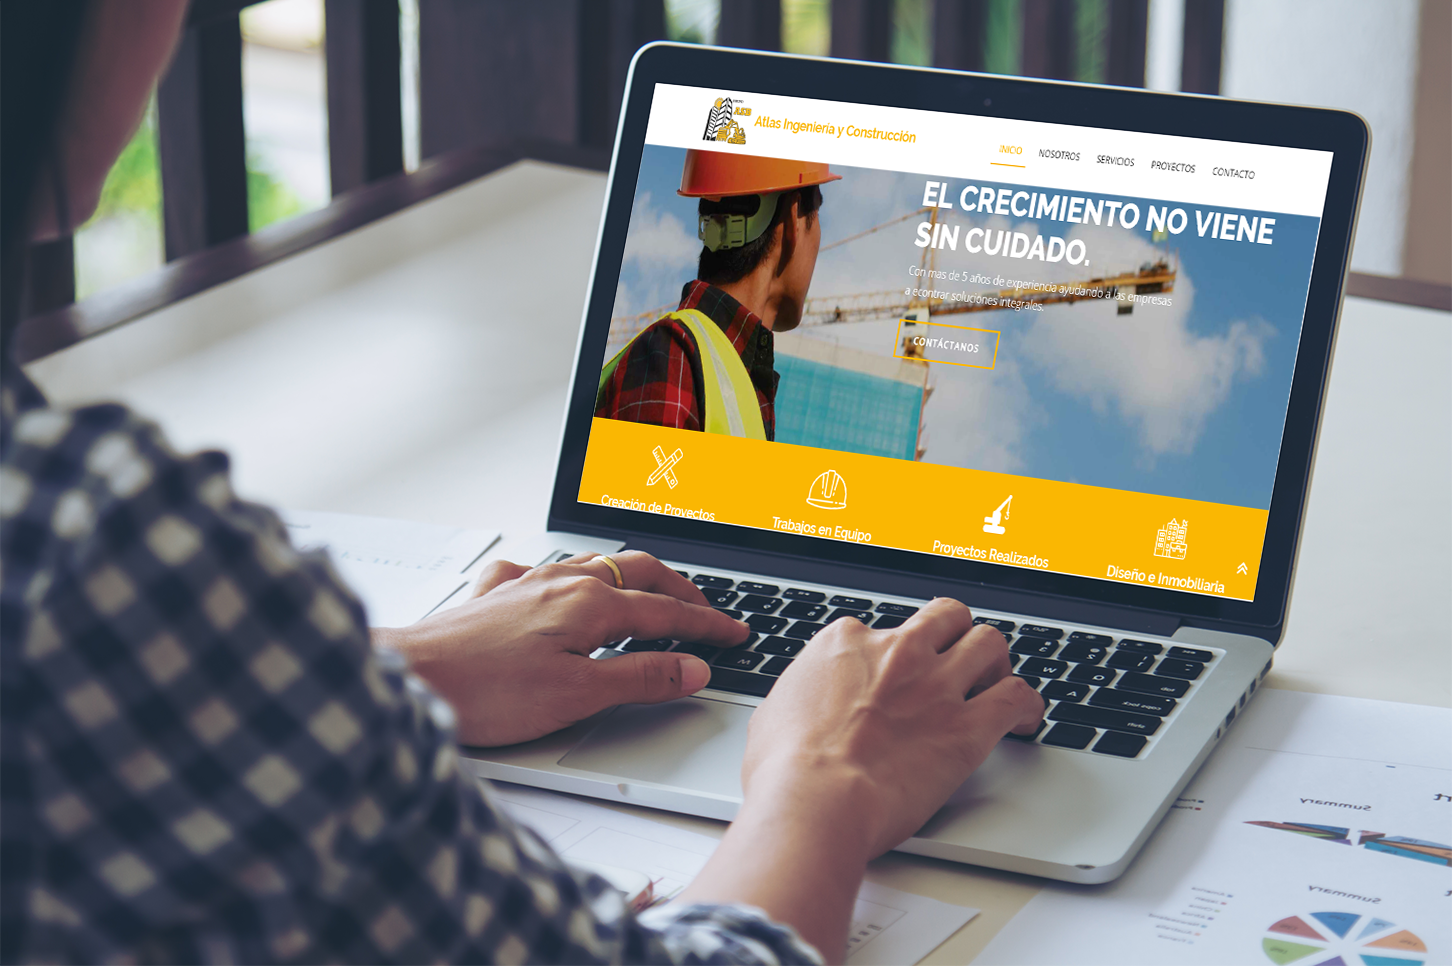 Atlas Ingeniería y Construcción
INICIO NOSOTROS SERVICIOS PROYECTOS CONTACTO
EL CRECIMIENTO NO VIENE
SIN CUIDADO.
Con mas de 5 años de experiencia ayudando a las empresas
a econtrar soluciones integrales.
CONTÁCTANOS
Creación de Proyectos
Trabajos en Equipo
Proyectos Realizados
Diseño e Inmobiliaria
Summary
Summary